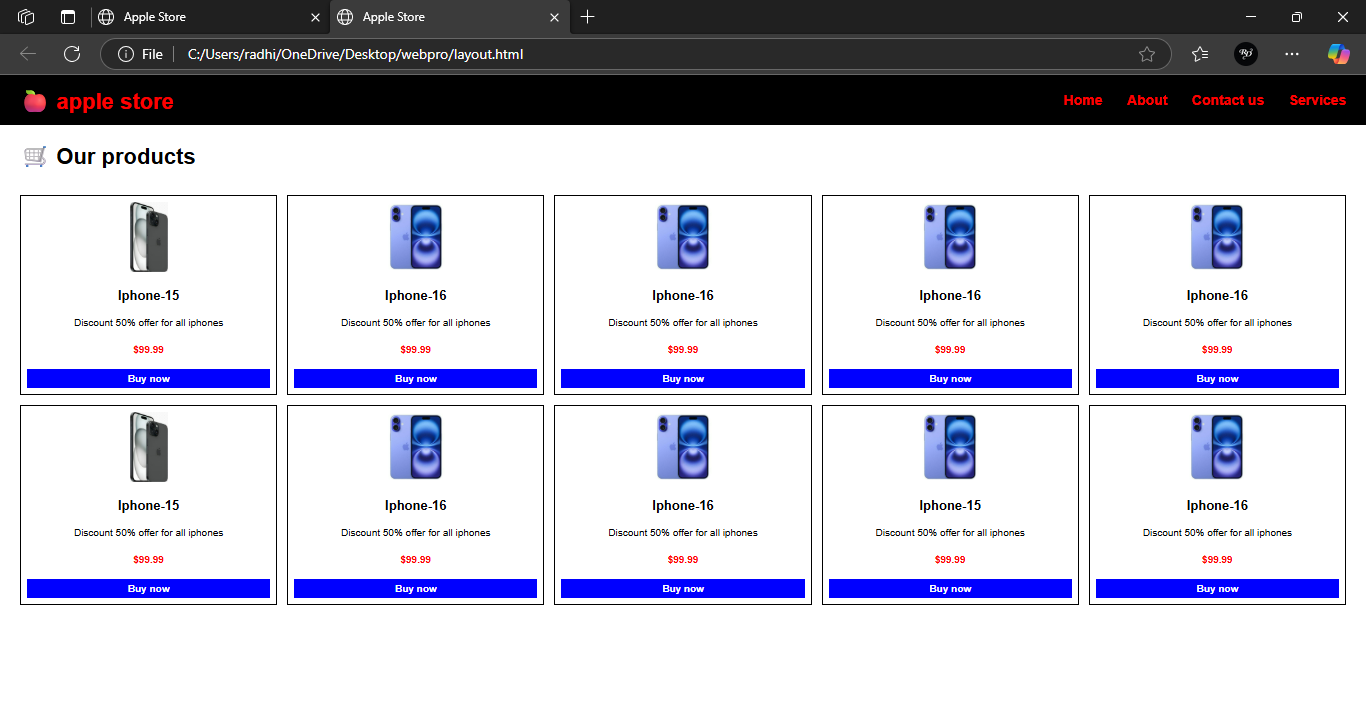 Apple Store
Apple Store
File
C:/Users/radhi/OneDrive/Desktop/webpro/layout.html
apple store
Home About Contact us Services
Our products
Iphone-15 Iphone-16 Iphone-16 Iphone-16 Iphone-16
Discount 50% offer for all iphones Discount 50% offer for all iphones Discount 50% offer for all iphones Discount 50% offer for all iphones Discount 50% offer for all iphones
$99.99 $99.99 $99.99 $99.99 $99.99
Buy now Buy now Buy now Buy now Buy now
Iphone-15 Iphone-16 Iphone-16 Iphone-15 Iphone-16
Discount 50% offer for all iphones Discount 50% offer for all iphones Discount 50% offer for all iphones Discount 50% offer for all iphones Discount 50% offer for all iphones
$99.99 $99.99 $99.99 $99.99 $99.99
Buy now Buy now Buy now Buy now Buy now